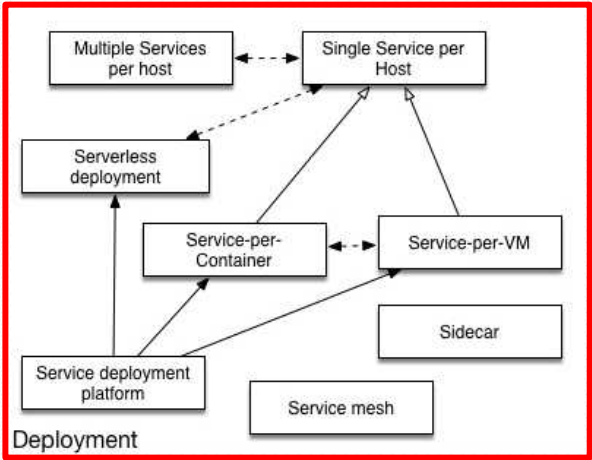 Multiple Services
per host
Single Service per
Host
Serverless
deployment
Service-per-
Container
Service-per-VM
Sidecar
Service deployment
platform
Service mesh
Deployment